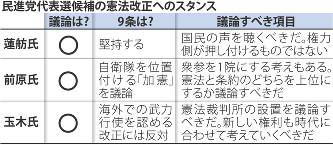 民進党代表選候補の憲法改正へのスタンス
議論は？ 9条は？ 議論すべき項目
蓮舫氏 ○ 堅持する 国民の声を聴くべきだ。権力
側が押し付けるものではない
前原氏 ○ 自衛隊を位置
付ける「加憲」
を議論 衆参を1院にする考えもある。
憲法と条約のどちらを上位に
するか議論すべきだ
玉木氏 ○ 海外での武力
行使を認める
改正には反対 憲法裁判所の設置を議論す
べきだ。新しい権利も時代に
合わせて考えていくべきだ